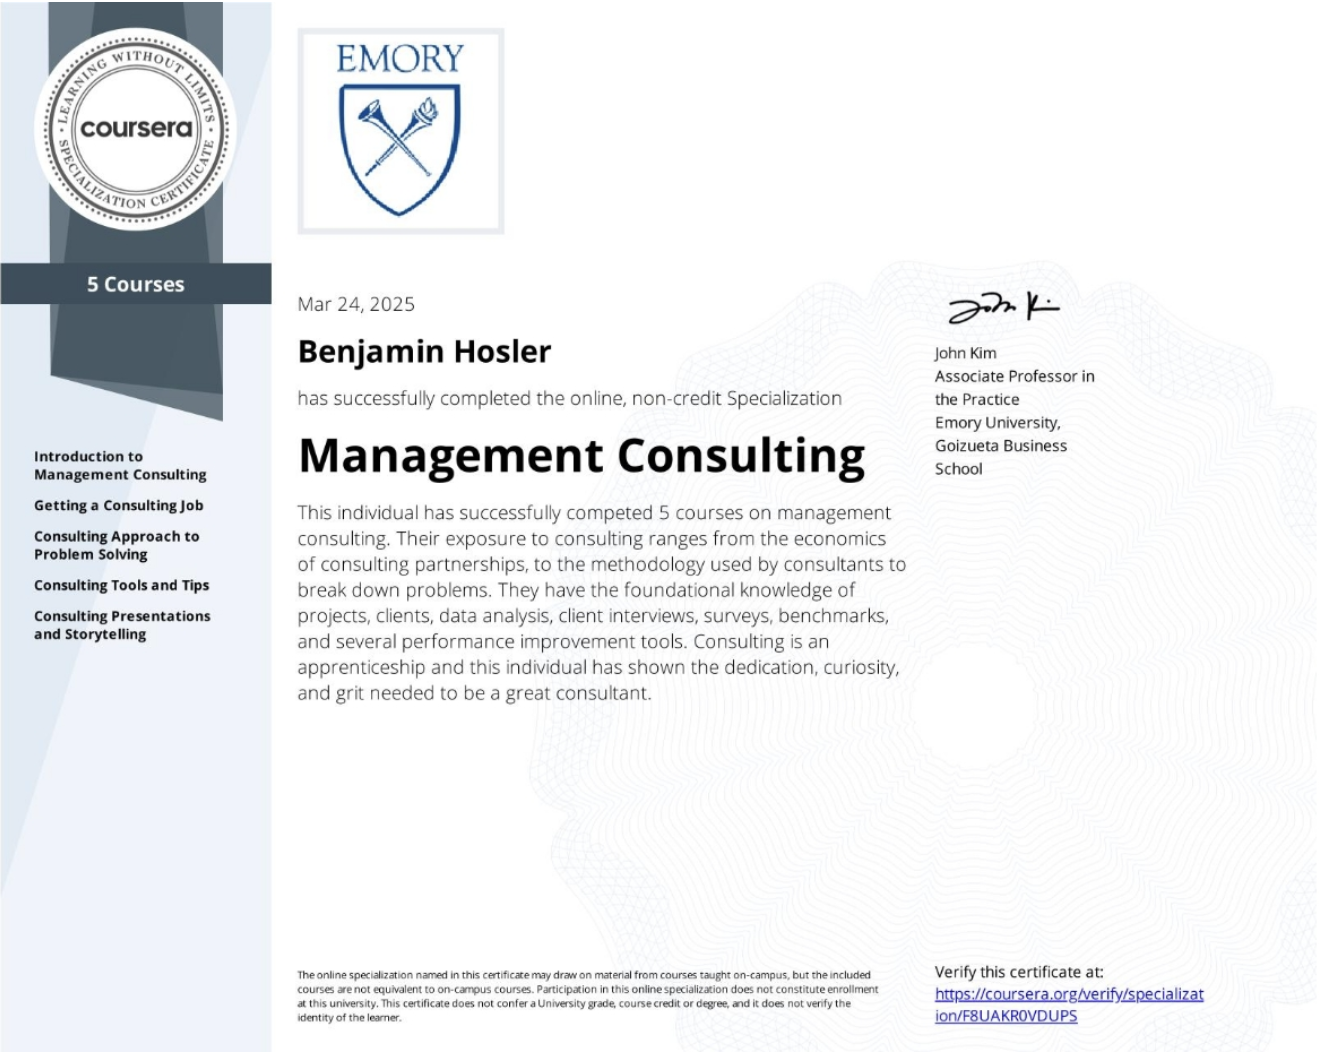 LEARNING WITHOUT LIMITS
coursera
SPECIALIZATION CERTIFICATE
5 Courses
Introduction to
Management Consulting
Getting a Consulting Job
Consulting Approach to
Problem Solving
Consulting Tools and Tips
Consulting Presentations
and Storytelling
EMORY
Mar 24, 2025
Benjamin Hosler
has successfully completed the online, non-credit Specialization
Management Consulting
This individual has successfully competed 5 courses on management
consulting. Their exposure to consulting ranges from the economics
of consulting partnerships, to the methodology used by consultants to
break down problems. They have the foundational knowledge of
projects, clients, data analysis, client interviews, surveys, benchmarks,
and several performance improvement tools. Consulting is an
apprenticeship and this individual has shown the dedication, curiosity,
and grit needed to be a great consultant.
John Kim
John Kim
Associate Professor in
the Practice
Emory University,
Goizueta Business
School
The online specialization named in this certificate may draw on material from courses taught on-campus, but the included
courses are not equivalent to on-campus courses. Participation in this online specialization does not constitute enrollment
at this university. This certificate does not confer a University grade, course credit or degree, and it does not verify the
identity of the learner.
Verify this certificate at:
https://coursera.org/verify/specializat
ion/F8UAKR0VDUPS